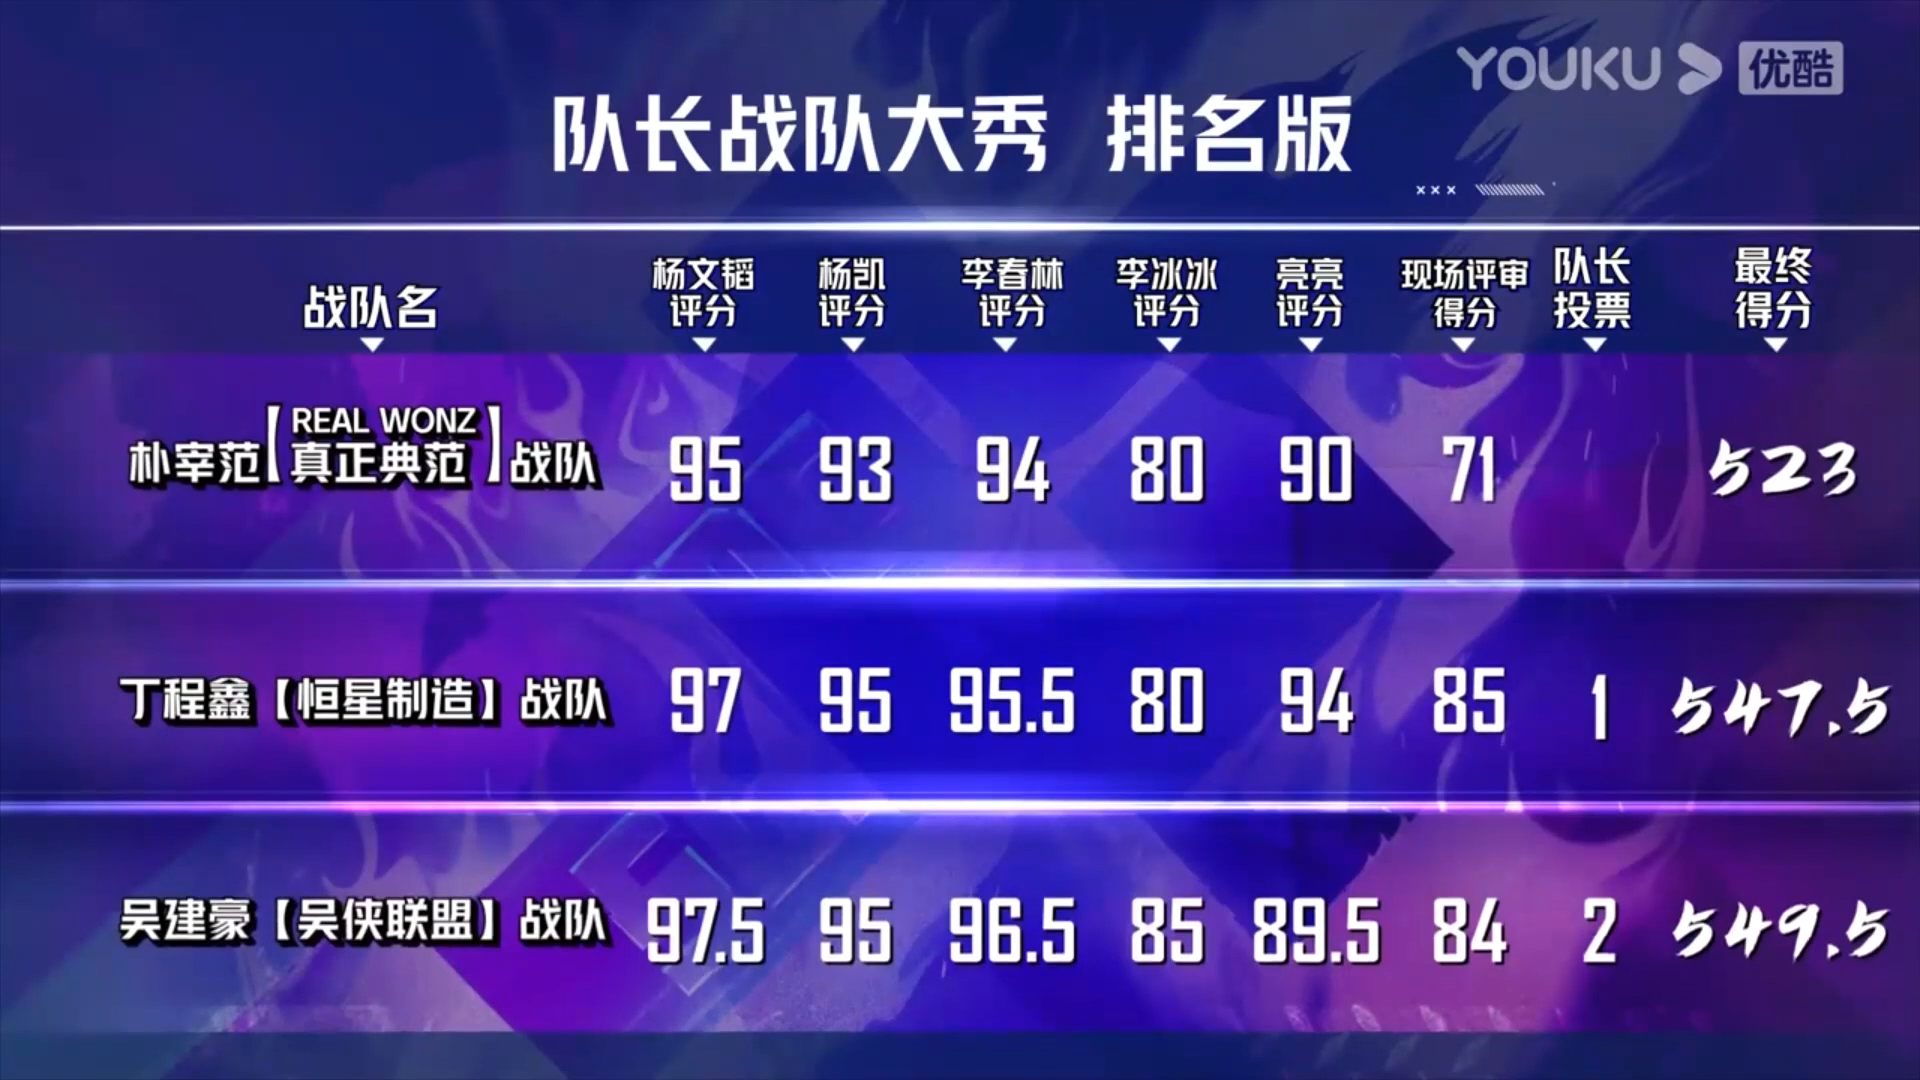 YOUKU 优酷
队长战队大秀 排名版
战队名 杨文韬评分 杨凯评分 李春林评分 李冰冰评分 亮亮评分 现场评审得分 队长投票 最终得分
朴宰范【REAL WONZ 真正典范】战队 95 93 94 80 90 71 523
丁程鑫【恒星制造】战队 97 95 95.5 80 94 85 1 547.5
吴建豪【吴侠联盟】战队 97.5 95 96.5 85 89.5 84 2 549.5